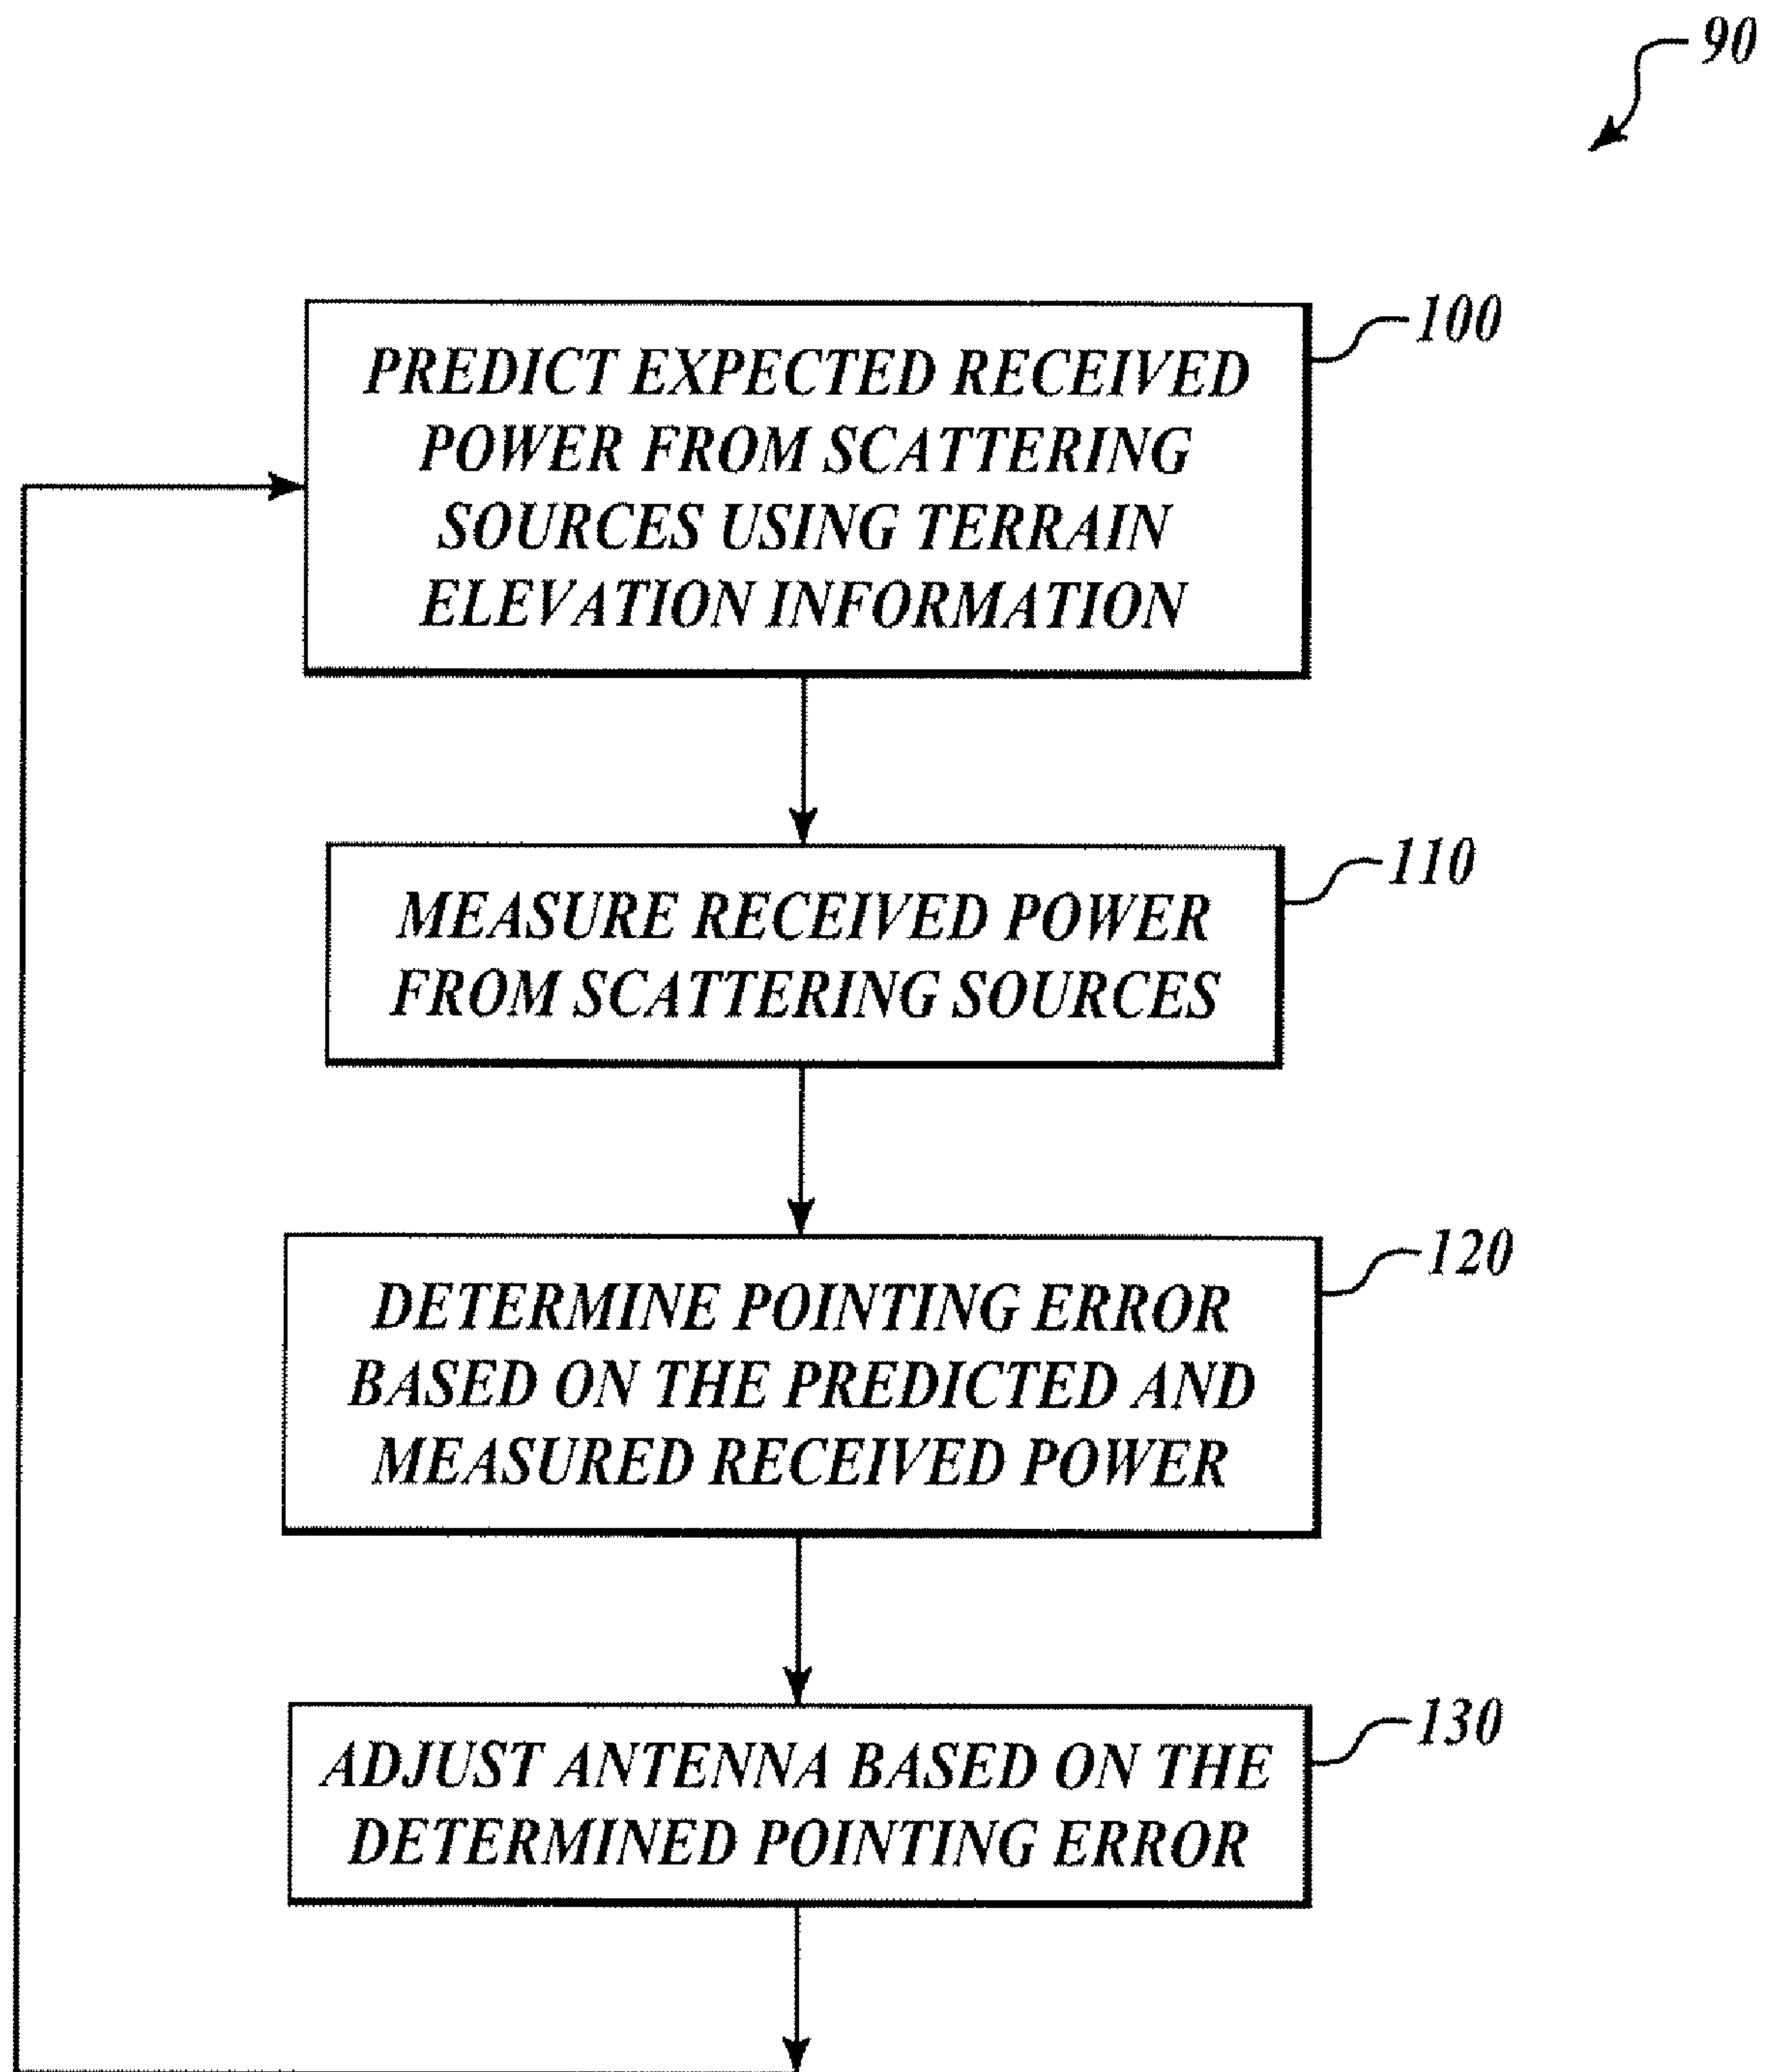 90
100
PREDICT EXPECTED RECEIVED
POWER FROM SCATTERING
SOURCES USING TERRAIN
ELEVATION INFORMATION
110
MEASURE RECEIVED POWER
FROM SCATTERING SOURCES
120
DETERMINE POINTING ERROR
BASED ON THE PREDICTED AND
MEASURED RECEIVED POWER
130
ADJUST ANTENNA BASED ON THE
DETERMINED POINTING ERROR